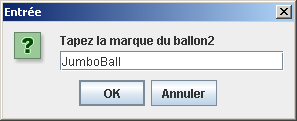 Entrée
Tapez la marque du ballon2
JumboBall
OK
Annuler